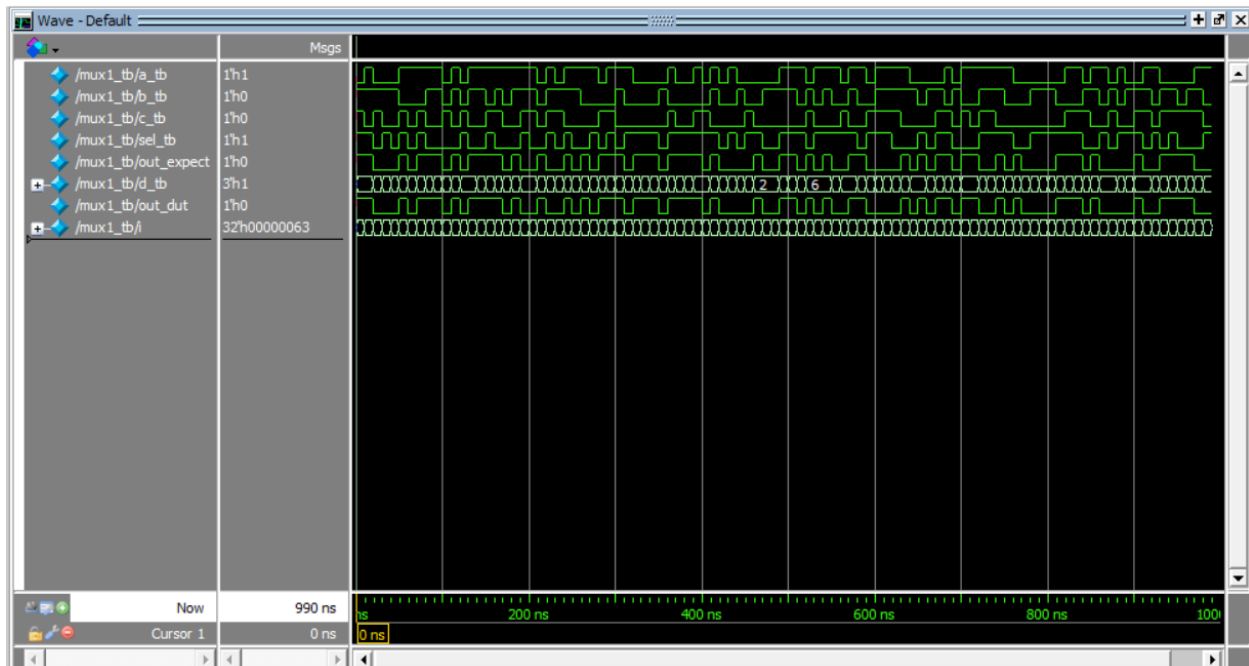 Wave - Default
Msgs
/mux1_tb/a_tb 1'h1
/mux1_tb/b_tb 1'h0
/mux1_tb/c_tb 1'h0
/mux1_tb/sel_tb 1'h1
/mux1_tb/out_expect 1'h0
/mux1_tb/d_tb 3'h1 2 6
/mux1_tb/out_dut 1'h0
/mux1_tb/i 32'h00000063
Now 990 ns ns 200 ns 400 ns 600 ns 800 ns 100
Cursor 1 0 ns 0 ns